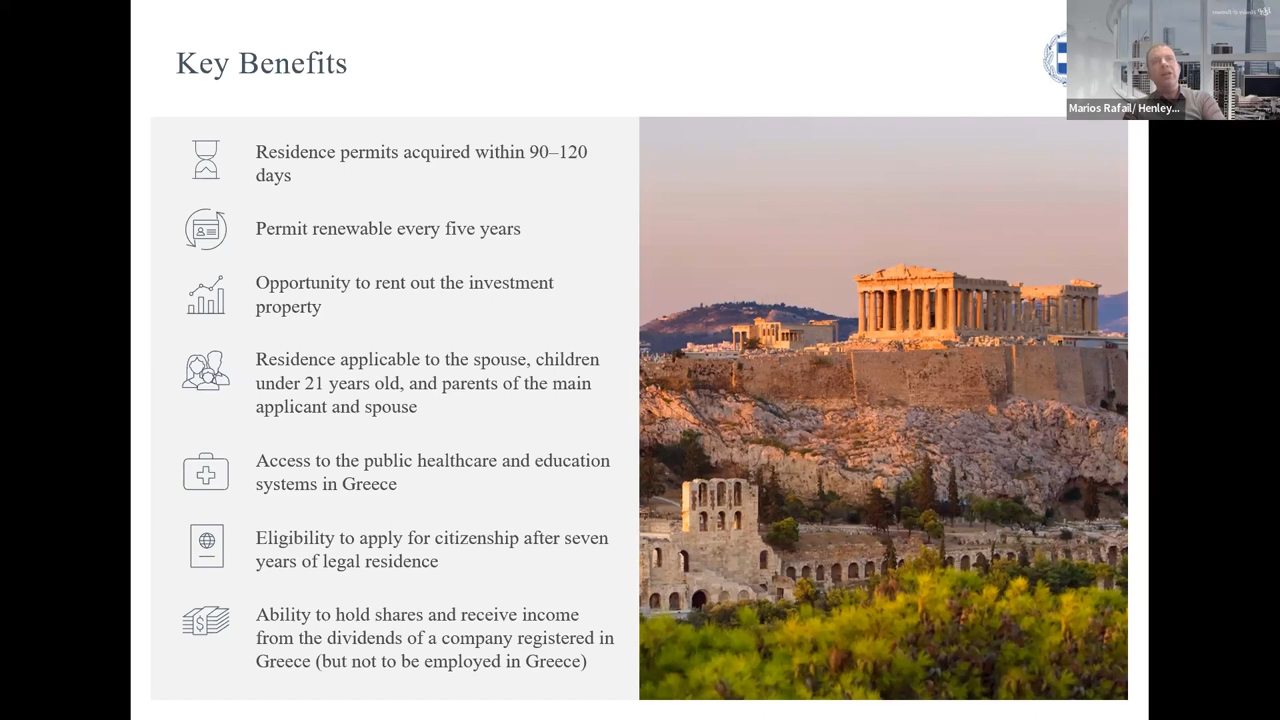 Key Benefits
Marios Rafail/ Henley...
Residence permits acquired within 90–120
days
Permit renewable every five years
Opportunity to rent out the investment
property
Residence applicable to the spouse, children
under 21 years old, and parents of the main
applicant and spouse
Access to the public healthcare and education
systems in Greece
Eligibility to apply for citizenship after seven
years of legal residence
Ability to hold shares and receive income
from the dividends of a company registered in
Greece (but not to be employed in Greece)